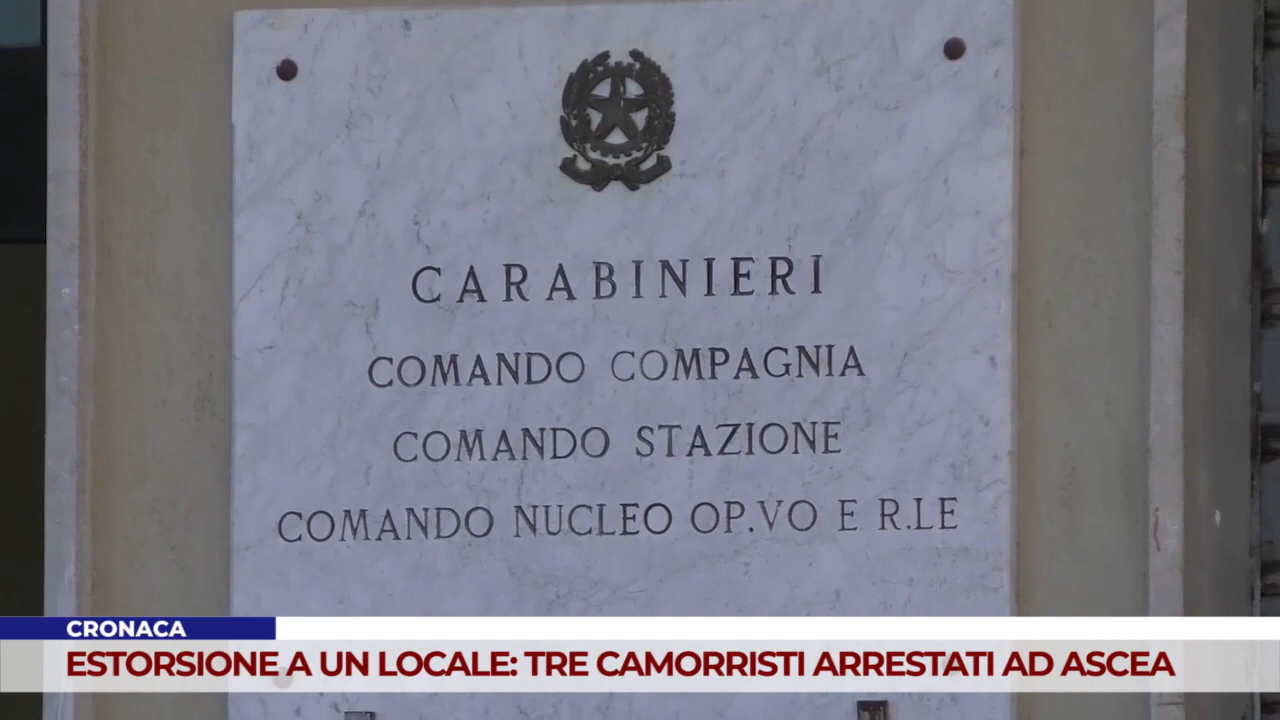 CARABINIERI
COMANDO COMPAGNIA
COMANDO STAZIONE
COMANDO NUCLEO OP.VO E R.LE
CRONACA
ESTORSIONE A UN LOCALE: TRE CAMORRISTI ARRESTATI AD ASCEA